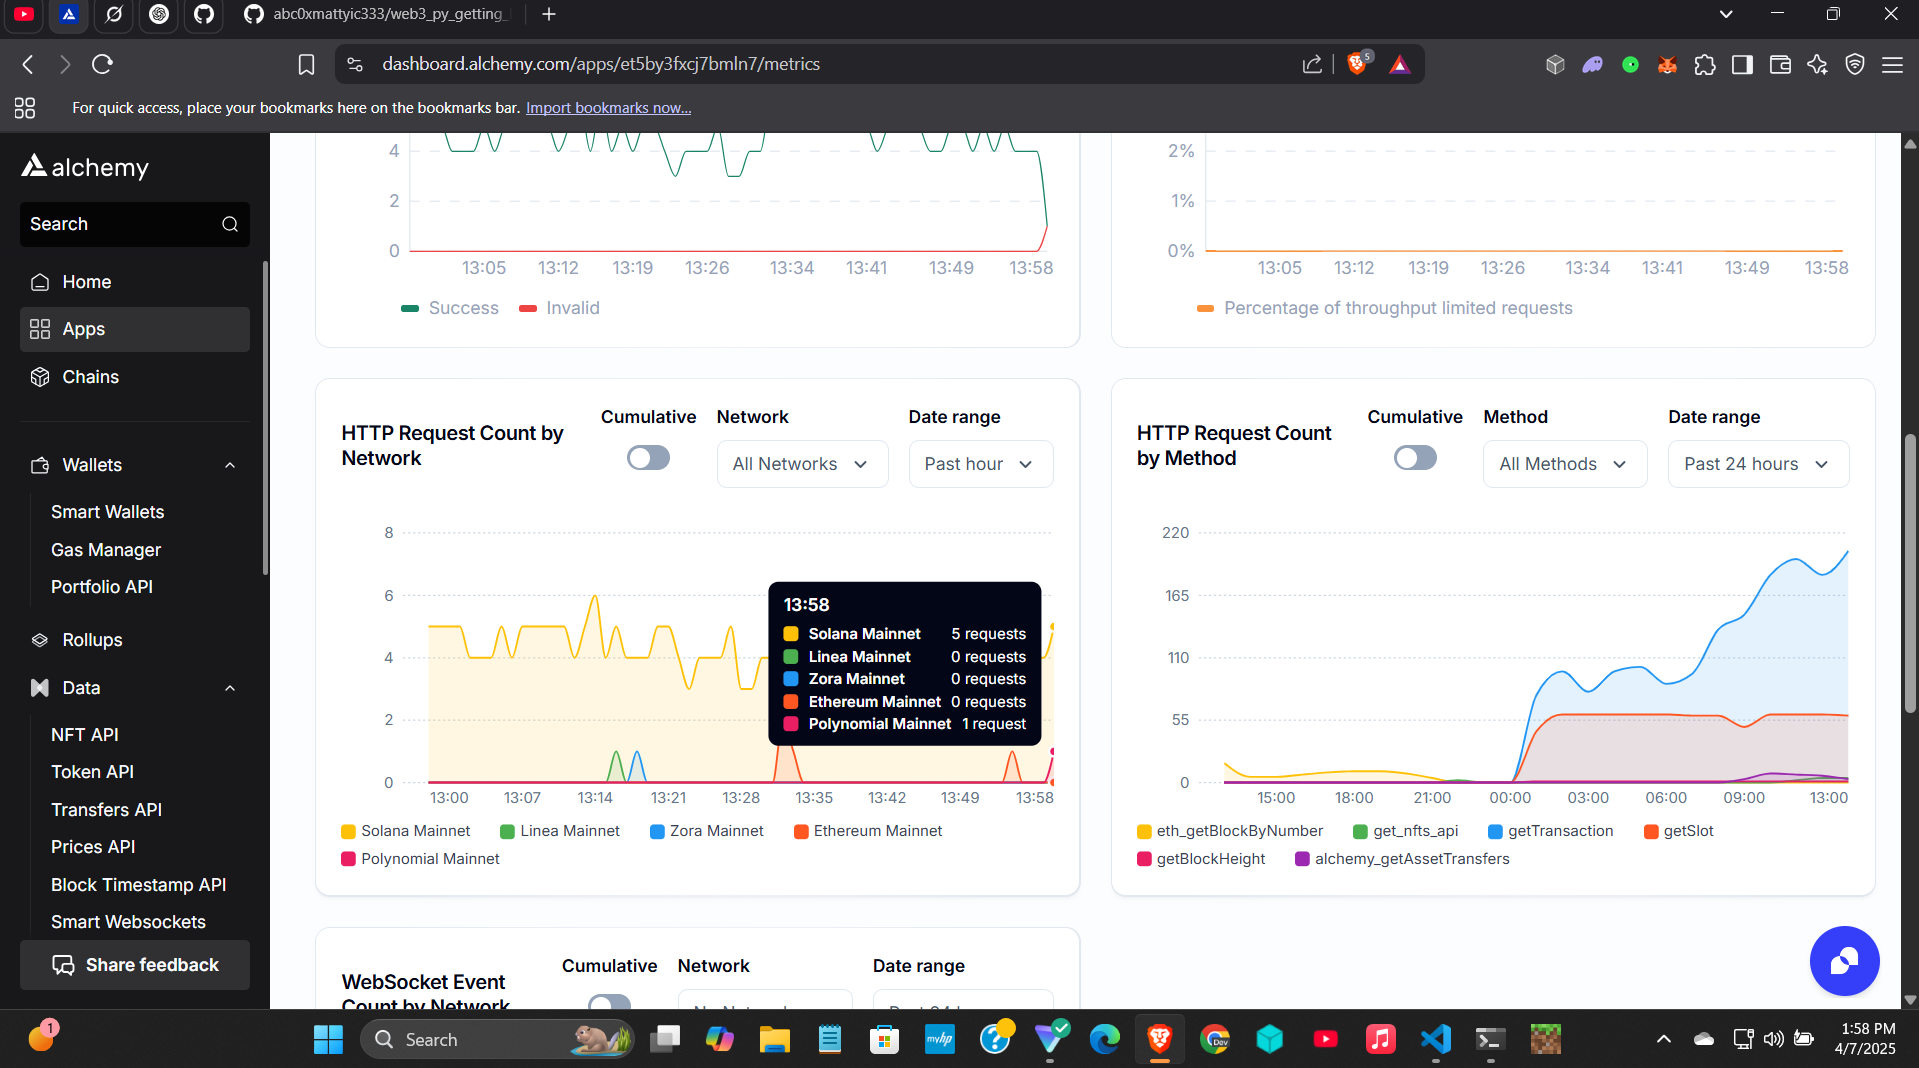 abc0xmattyic333/web3_py_getting_
dashboard.alchemy.com/apps/et5by3fxcj7bmln7/metrics
5
For quick access, place your bookmarks here on the bookmarks bar. Import bookmarks now...
alchemy
Search
Home
Apps
Chains
Wallets
Smart Wallets
Gas Manager
Portfolio API
Rollups
Data
NFT API
Token API
Transfers API
Prices API
Block Timestamp API
Smart Websockets
Share feedback
4
2
0
13:05 13:12 13:19 13:26 13:34 13:41 13:49 13:58
Success Invalid
2%
1%
0%
13:05 13:12 13:19 13:26 13:34 13:41 13:49 13:58
Percentage of throughput limited requests
HTTP Request Count by
Network
Cumulative Network Date range
All Networks Past hour
8
6
4
2
0
13:00 13:07 13:14 13:21 13:28 13:35 13:42 13:49 13:58
13:58
Solana Mainnet 5 requests
Linea Mainnet 0 requests
Zora Mainnet 0 requests
Ethereum Mainnet 0 requests
Polynomial Mainnet 1 request
Solana Mainnet Linea Mainnet Zora Mainnet Ethereum Mainnet
Polynomial Mainnet
HTTP Request Count
by Method
Cumulative Method Date range
All Methods Past 24 hours
220
165
110
55
0
15:00 18:00 21:00 00:00 03:00 06:00 09:00 13:00
eth_getBlockByNumber get_nfts_api getTransaction getSlot
getBlockHeight alchemy_getAssetTransfers
WebSocket Event
Count by Network
Cumulative Network Date range
1
Search
myhp
Dev
1:58 PM
4/7/2025